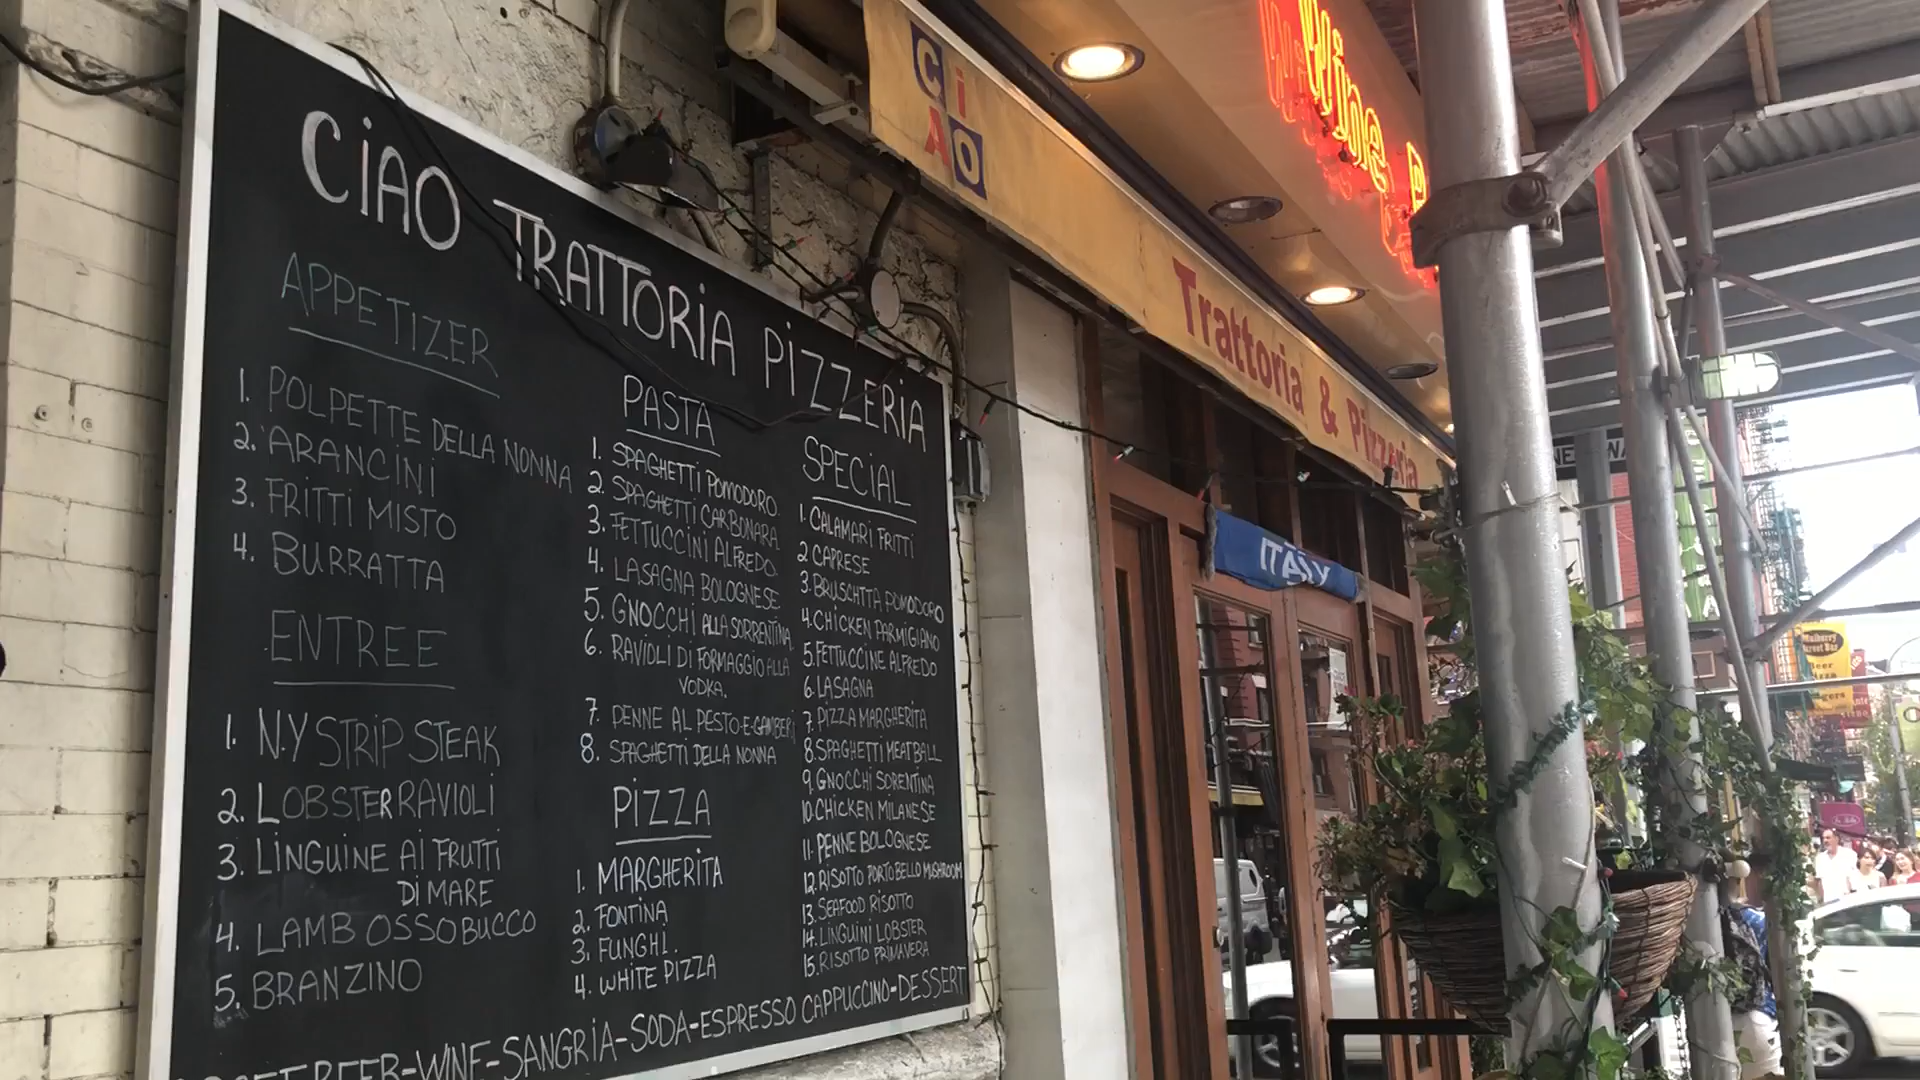 CIAO TRATTORIA PIZZERIA
APPETIZER
1. POLPETTE DELLA NONNA
2. ARANCINI
3. FRITTI MISTO
4. BURRATTA
ENTREE
1. N.Y STRIP STEAK
2. LOBSTER RAVIOLI
3. LINGUINE AI FRUTTI
DI MARE
4. LAMB OSSOBUCCO
5. BRANZINO
PASTA
1. SPAGHETTI POMODORO
2. SPAGHETTI CARBONARA
3. FETTUCCINI ALFREDO
4. LASAGNA BOLOGNESE
5. GNOCCHI ALLA SORRENTINA
6. RAVIOLI DI FORMAGGIO ALLA
VODKA.
7. PENNE AL PESTO-E-GAMBERI
8. SPAGHETTI DELLA NONNA
PIZZA
1. MARGHERITA
2. FONTINA
3. FUNGHI.
4. WHITE PIZZA
SPECIAL
1. CALAMARI FRITTI
2 CAPRESE
3. BRUSCHTTA POMODORO
4. CHICKEN PARMIGIANO
5. FETTUCCINE ALFREDO
6. LASAGNA
7. PIZZA MARGHERITA
8. SPAGHETTI MEATBALL
9. GNOCCHI SORENTINA
10 CHICKEN MILANESE
11. PENNE BOLOGNESE
12. RISOTTO PORTOBELLO MUSHROOM
13. SEAFOOD RISOTTO
14. LINGUINI LOBSTER
15. RISOTTO PRIMAVERA
BEER-WINE-SANGRIA-SODA-ESPRESSO CAPPUCCINO-DESSERT
CiAO
Trattoria & Pizzeria
Wine
ITALY
Mulberry
Street Bar
Beer